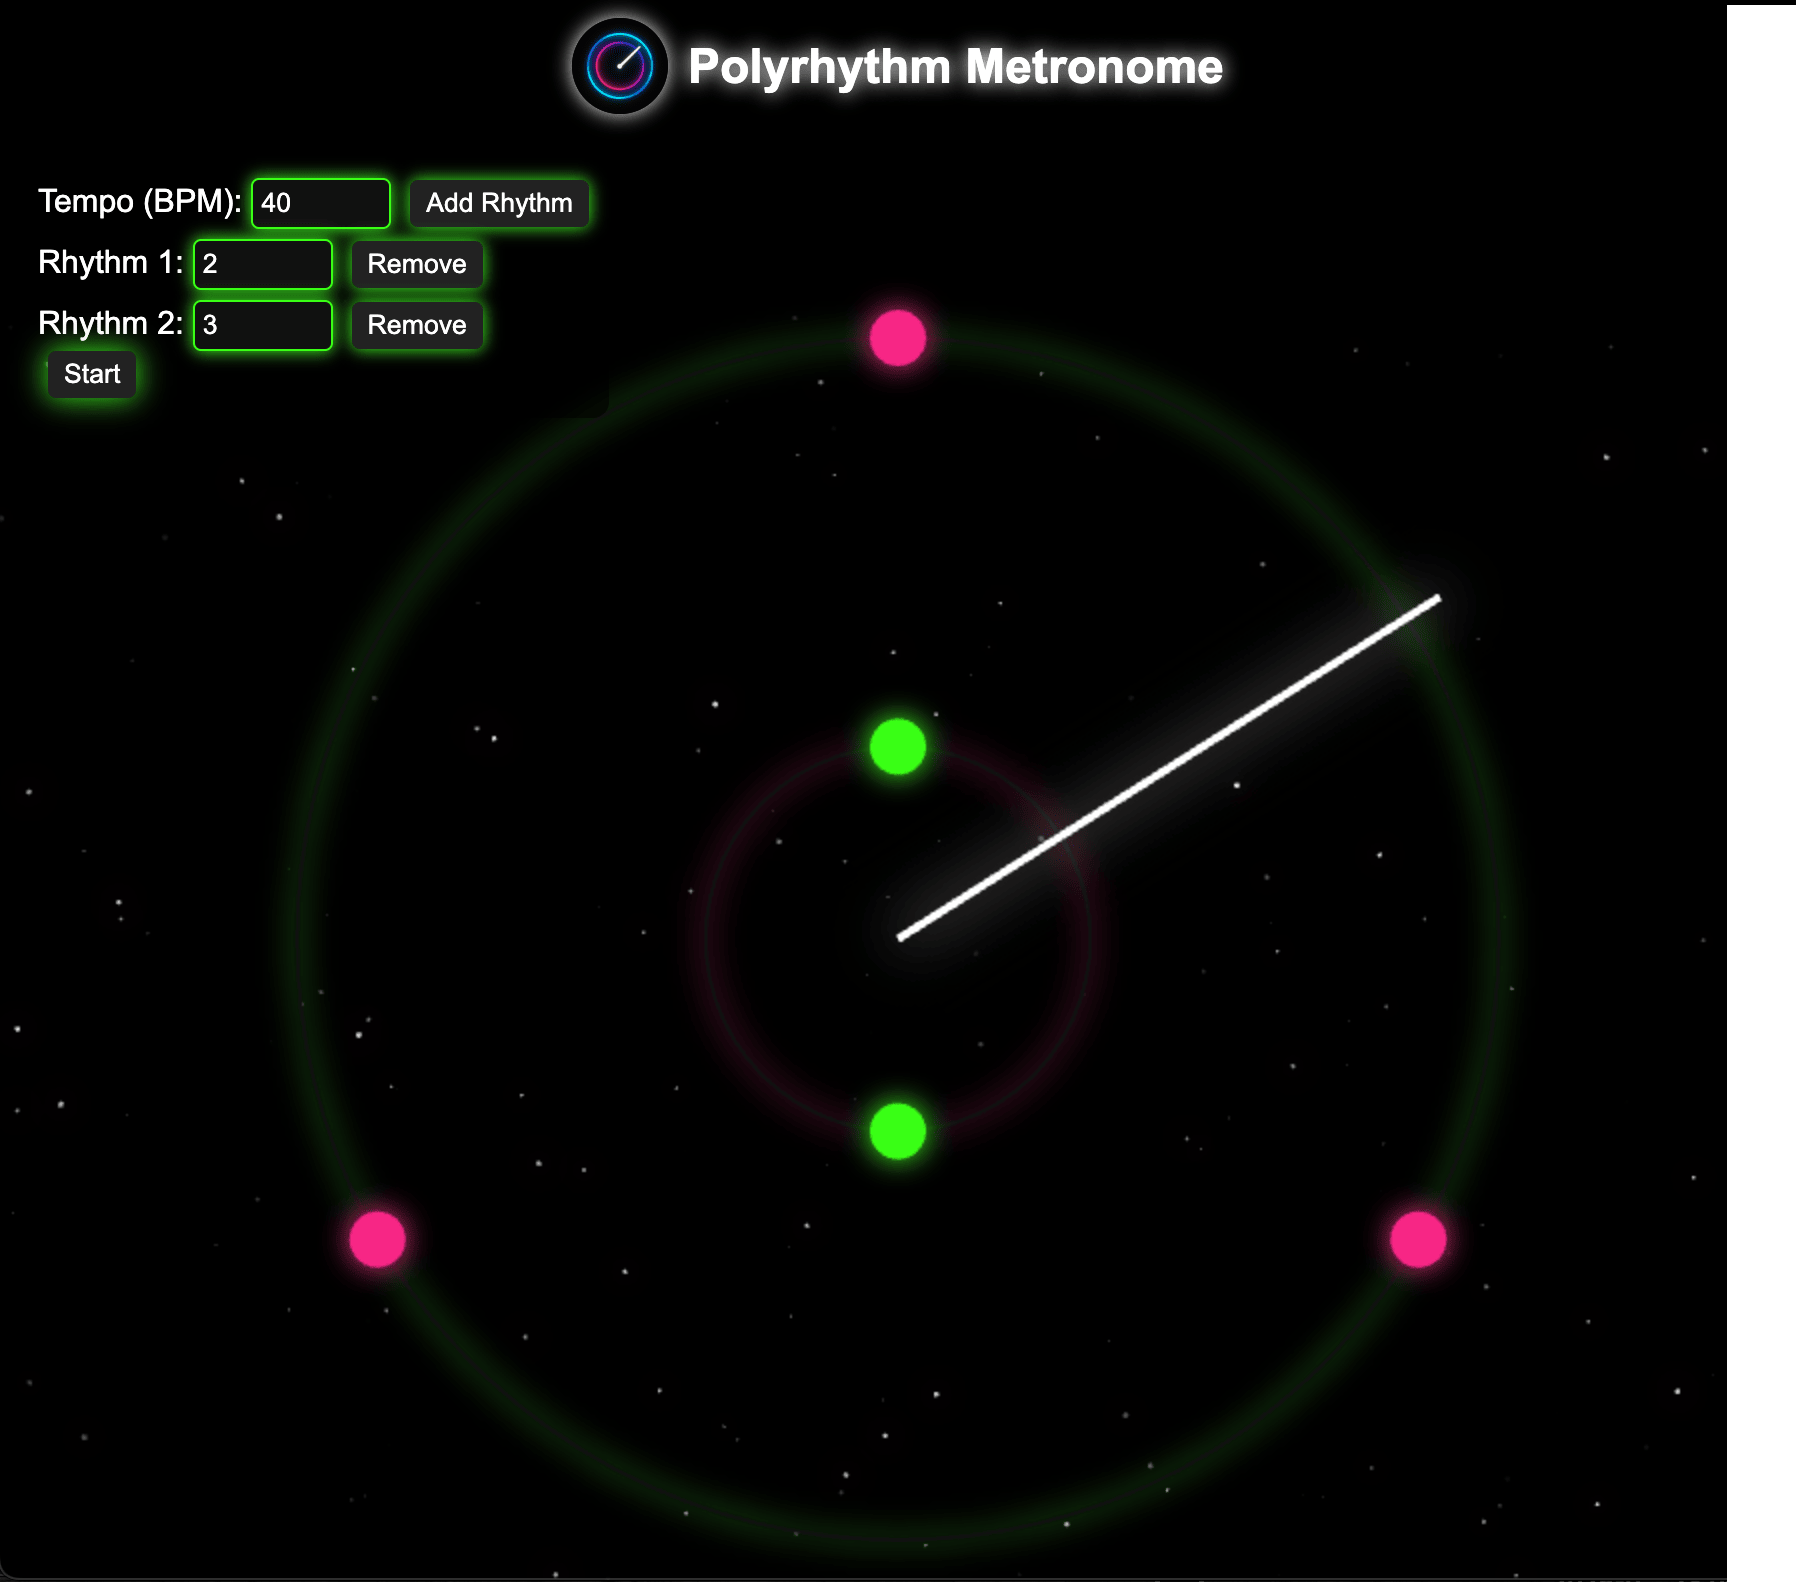 Polyrhythm Metronome
Tempo (BPM): 40 Add Rhythm
Rhythm 1: 2 Remove
Rhythm 2: 3 Remove
Start